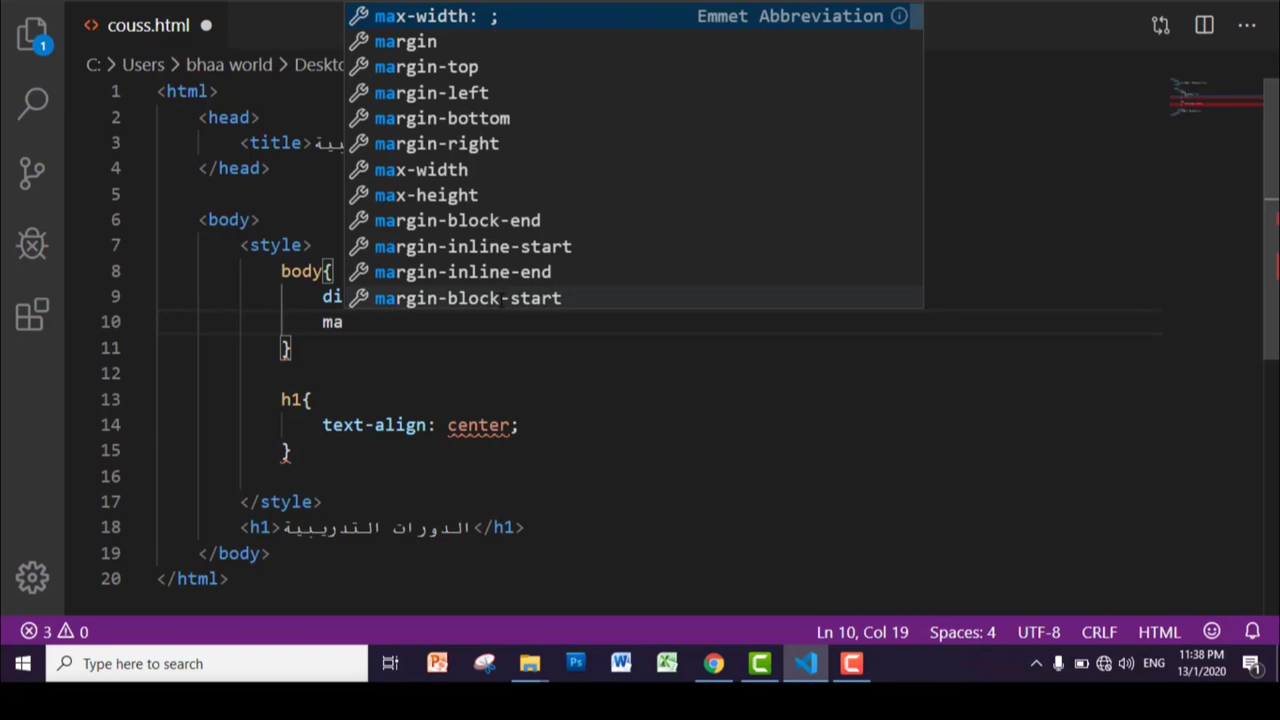 couss.html
max-width: ; Emmet Abbreviation
margin
margin-top
margin-left
margin-bottom
margin-right
max-width
max-height
margin-block-end
margin-inline-start
margin-inline-end
margin-block-start
C: > Users > bhaa world > Deskto
1 <html>
2 <head>
3 <title>
4 </head>
5
6 <body>
7 <style>
8 body{
9 di
10 ma
11 }
12
13 h1{
14 text-align: center;
15 }
16
17 </style>
18 <h1>الدورات التدريبية</h1>
19 </body>
20 </html>
1
3 0 Ln 10, Col 19 Spaces: 4 UTF-8 CRLF HTML
Type here to search
ENG
11:38 PM
13/1/2020
1